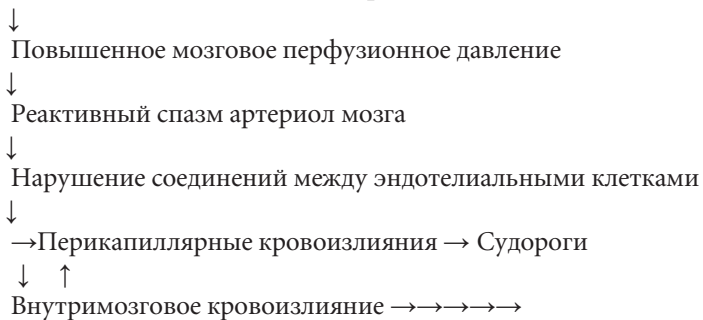 ↓
Повышенное мозговое перфузионное давление
↓
Реактивный спазм артериол мозга
↓
Нарушение соединений между эндотелиальными клетками
↓
→Перикапиллярные кровоизлияния → Судороги
↓ ↑
Внутримозговое кровоизлияние →→→→→